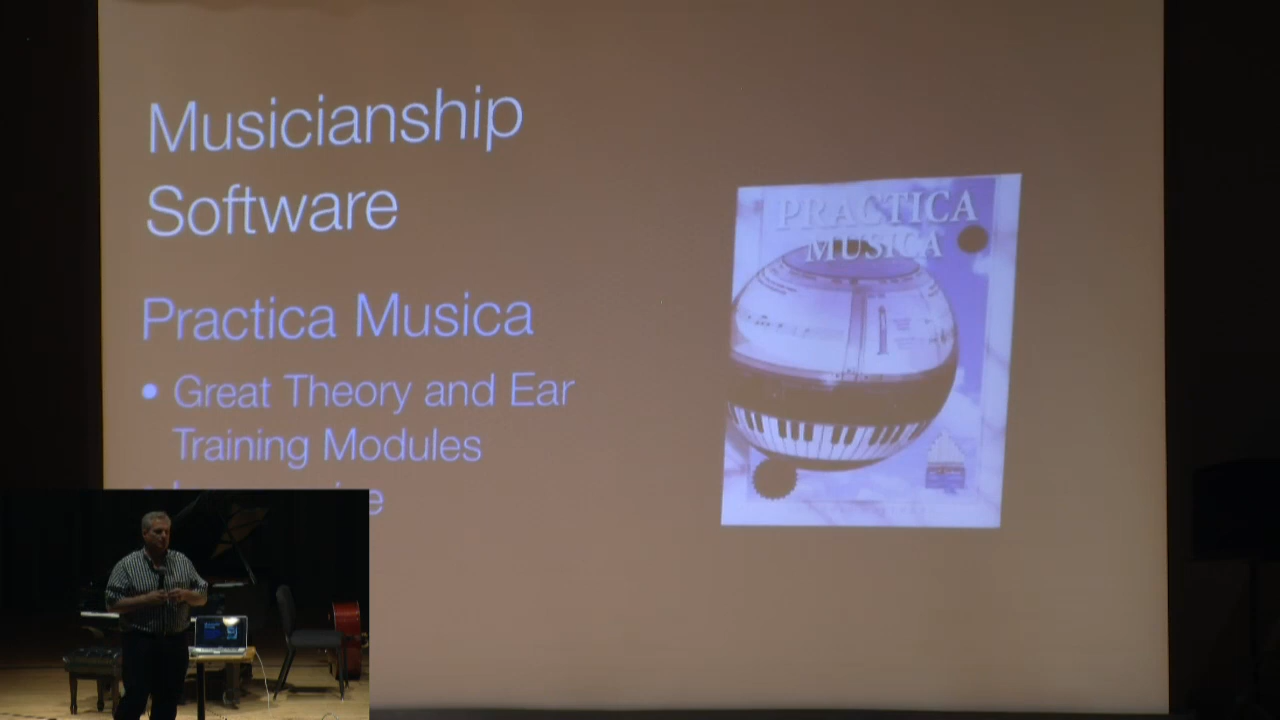 Musicianship
Software
Practica Musica
• Great Theory and Ear
Training Modules
PRACTICA
MUSICA